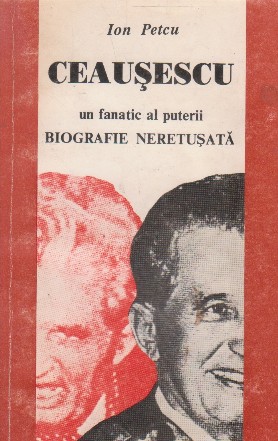 Ion Petcu
CEAUŞESCU
un fanatic al puterii
BIOGRAFIE NERETUŞATĂ